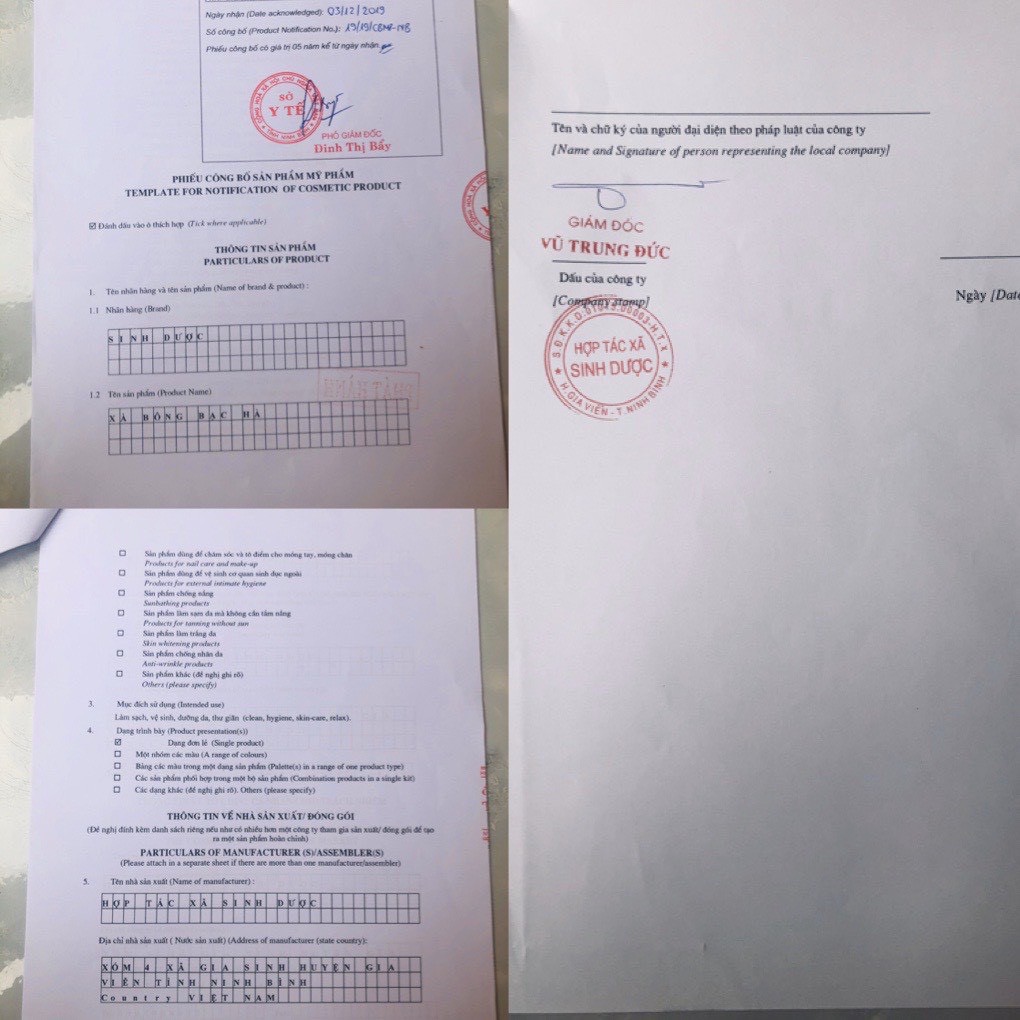 Ngày nhận (Date acknowledged): 03/12/2019
Số công bố (Product Notification No.): 19/19/CBMP-NB
Phiếu công bố có giá trị 05 năm kể từ ngày nhận
SỞ
Y TẾ
PHÓ GIÁM ĐỐC
Đinh Thị Bẩy
PHIẾU CÔNG BỐ SẢN PHẨM MỸ PHẨM
TEMPLATE FOR NOTIFICATION OF COSMETIC PRODUCT
☑ Đánh dấu vào ô thích hợp (Tick where applicable)
THÔNG TIN SẢN PHẨM
PARTICULARS OF PRODUCT
1. Tên nhãn hàng và tên sản phẩm (Name of brand & product) :
1.1 Nhãn hàng (Brand)
SINH DƯỢC
1.2 Tên sản phẩm (Product Name)
XÀ BÔNG BẠC HÀ
☐ Sản phẩm dùng để chăm sóc và tô điểm cho móng tay, móng chân
Products for nail care and make-up
☐ Sản phẩm dùng để vệ sinh cơ quan sinh dục ngoài
Products for external intimate hygiene
☐ Sản phẩm chống nắng
Sunbathing products
☐ Sản phẩm làm sạm da mà không cần tắm nắng
Products for tanning without sun
☐ Sản phẩm làm trắng da
Skin whitening products
☐ Sản phẩm chống nhăn da
Anti-wrinkle products
☐ Sản phẩm khác (đề nghị ghi rõ)
Others (please specify)
3. Mục đích sử dụng (Intended use)
Làm sạch, vệ sinh, dưỡng da, thư giãn (clean, hygime, skin-care, relax).
4. Dạng trình bày (Product presentation(s))
☑ Dạng đơn lẻ (Single product)
☐ Một nhóm các màu (A range of colours)
☐ Bảng các màu trong một dạng sản phẩm (Palette(s) in a range of one product type)
☐ Các sản phẩm phối hợp trong một bộ sản phẩm (Combination products in a single kit)
☐ Các dạng khác (đề nghị ghi rõ). Others (please specify)
THÔNG TIN VỀ NHÀ SẢN XUẤT/ ĐÓNG GÓI
(Đề nghị đính kèm danh sách riêng nếu như có nhiều hơn một công ty tham gia sản xuất/ đóng gói để tạo
ra một sản phẩm hoàn chỉnh)
PARTICULARS OF MANUFACTURER (S)/ASSEMBLER(S)
(Please attach in a separate sheet if there are more than one manufacturer/assembler)
5. Tên nhà sản xuất (Name of manufacturer) :
HỢP TÁC XÃ SINH DƯỢC
Địa chỉ nhà sản xuất ( Nước sản xuất) (Address of manufacturer (state country):
XÓM 4 XÃ GIA SINH HUYỆN GIA
VIỄN TỈNH NINH BÌNH
Country VIỆT NAM
Tên và chữ ký của người đại diện theo pháp luật của công ty
[Name and Signature of person representing the local company]
GIÁM ĐỐC
VŨ TRUNG ĐỨC
Dấu của công ty
[Company stamp]
HỢP TÁC XÃ
SINH DƯỢC
H. GIA VIỄN - T. NINH BÌNH
Ngày [Date